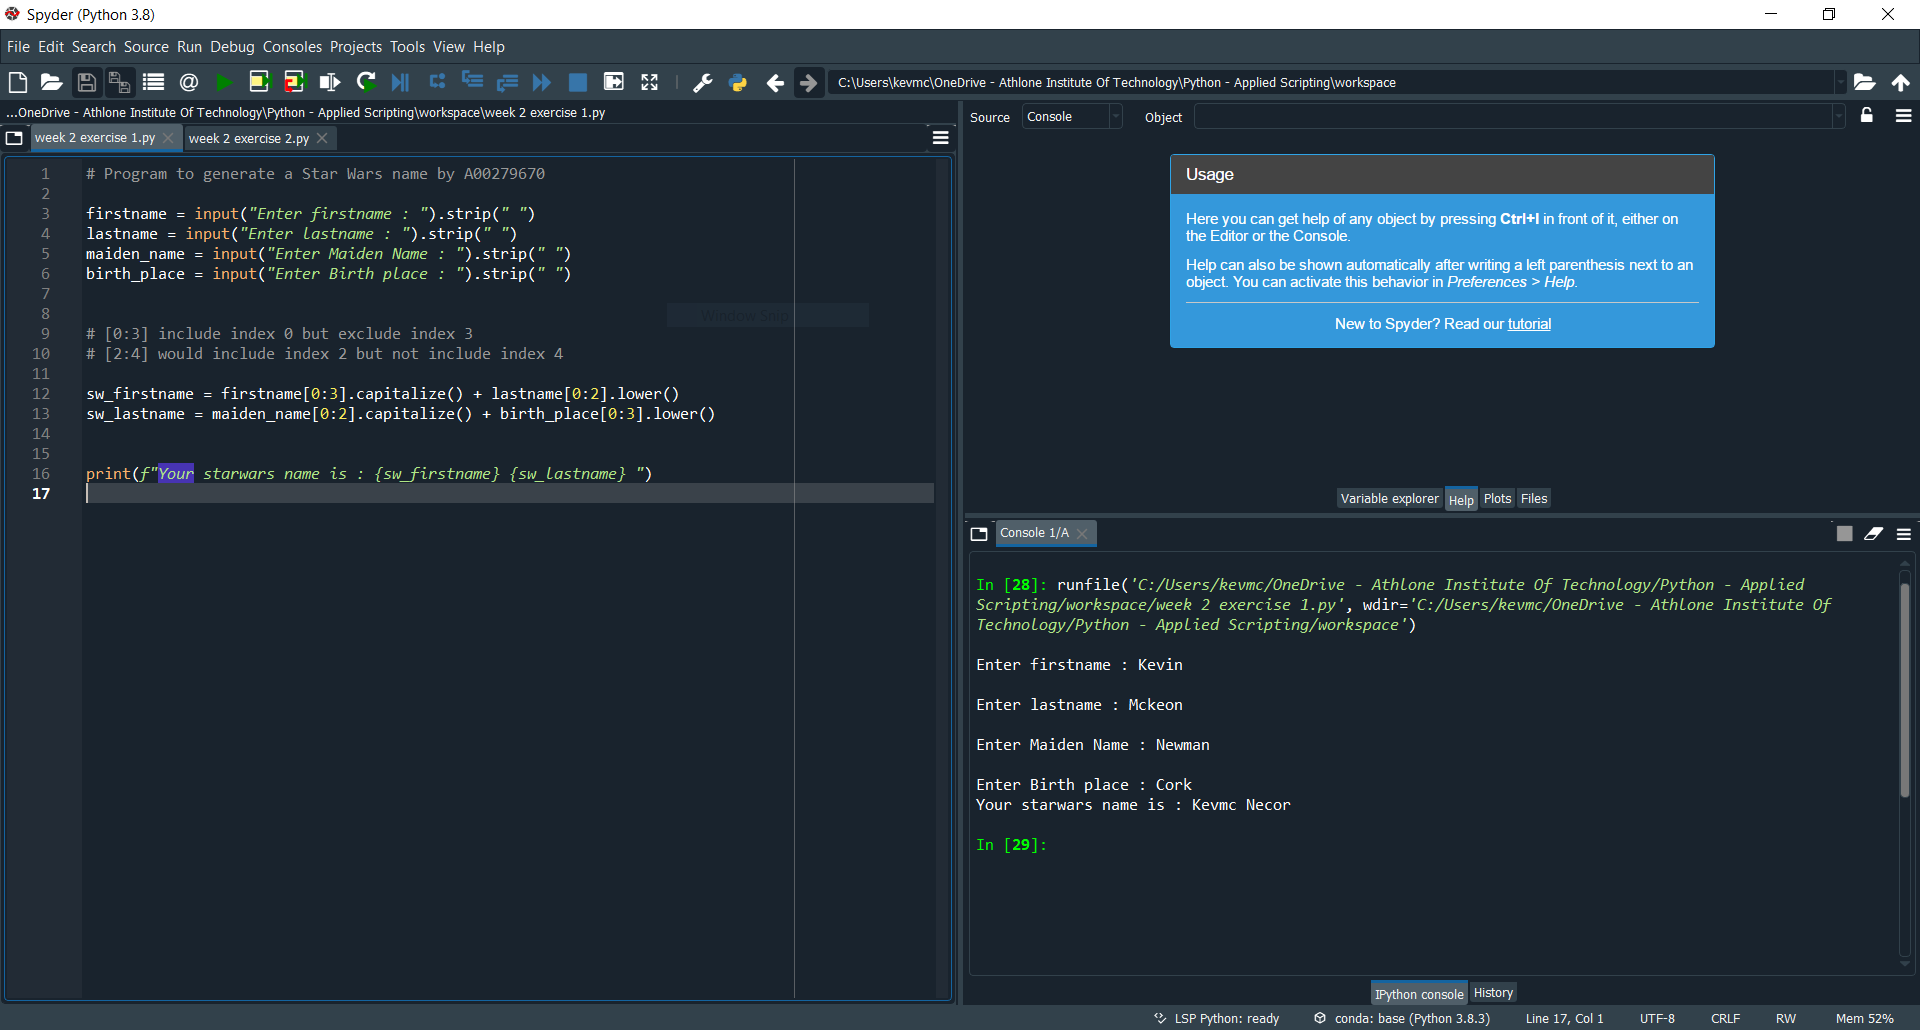 Spyder (Python 3.8)
File Edit Search Source Run Debug Consoles Projects Tools View Help
C:\Users\kevmc\OneDrive - Athlone Institute Of Technology\Python - Applied Scripting\workspace
...OneDrive - Athlone Institute Of Technology\Python - Applied Scripting\workspace\week 2 exercise 1.py
week 2 exercise 1.py week 2 exercise 2.py
1 # Program to generate a Star Wars name by A00279670
2
3 firstname = input("Enter firstname : ").strip(" ")
4 lastname = input("Enter lastname : ").strip(" ")
5 maiden_name = input("Enter Maiden Name : ").strip(" ")
6 birth_place = input("Enter Birth place : ").strip(" ")
7
8
Window Snip
9 # [0:3] include index 0 but exclude index 3
10 # [2:4] would include index 2 but not include index 4
11
12 sw_firstname = firstname[0:3].capitalize() + lastname[0:2].lower()
13 sw_lastname = maiden_name[0:2].capitalize() + birth_place[0:3].lower()
14
15
16 print(f"Your starwars name is : {sw_firstname} {sw_lastname} ")
17
Source Console Object
Usage
Here you can get help of any object by pressing Ctrl+I in front of it, either on
the Editor or the Console.
Help can also be shown automatically after writing a left parenthesis next to an
object. You can activate this behavior in Preferences > Help.
New to Spyder? Read our tutorial
Variable explorer Help Plots Files
Console 1/A
In [28]: runfile('C:/Users/kevmc/OneDrive - Athlone Institute Of Technology/Python - Applied
Scripting/workspace/week 2 exercise 1.py', wdir='C:/Users/kevmc/OneDrive - Athlone Institute Of
Technology/Python - Applied Scripting/workspace')
Enter firstname : Kevin
Enter lastname : Mckeon
Enter Maiden Name : Newman
Enter Birth place : Cork
Your starwars name is : Kevmc Necor
In [29]:
IPython console History
LSP Python: ready conda: base (Python 3.8.3) Line 17, Col 1 UTF-8 CRLF RW Mem 52%